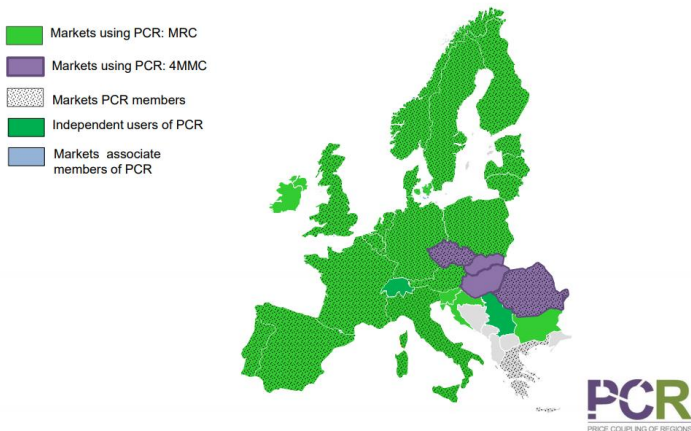 Markets using PCR: MRC
Markets using PCR: 4MMC
Markets PCR members
Independent users of PCR
Markets associate
members of PCR
PCR
PRICE COUPLING OF REGIONS